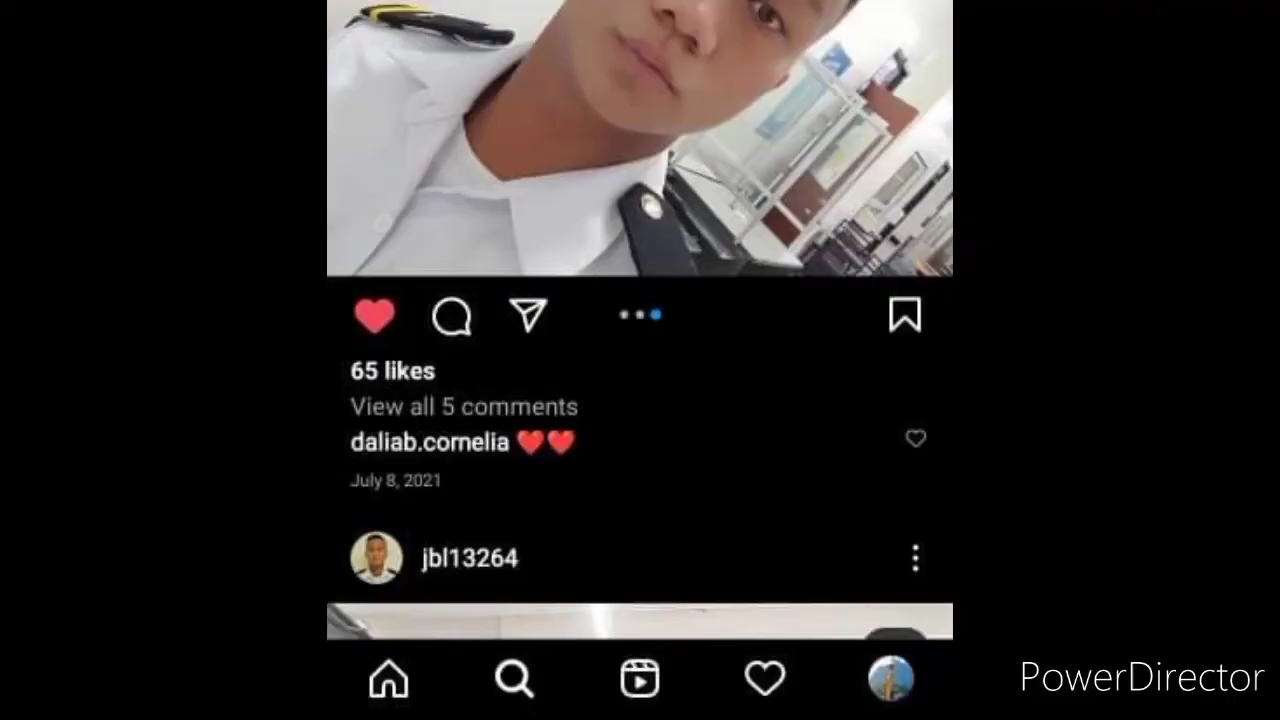 65 likes
View all 5 comments
daliab.cornelia ❤️❤️
July 8, 2021
jbl13264
PowerDirector